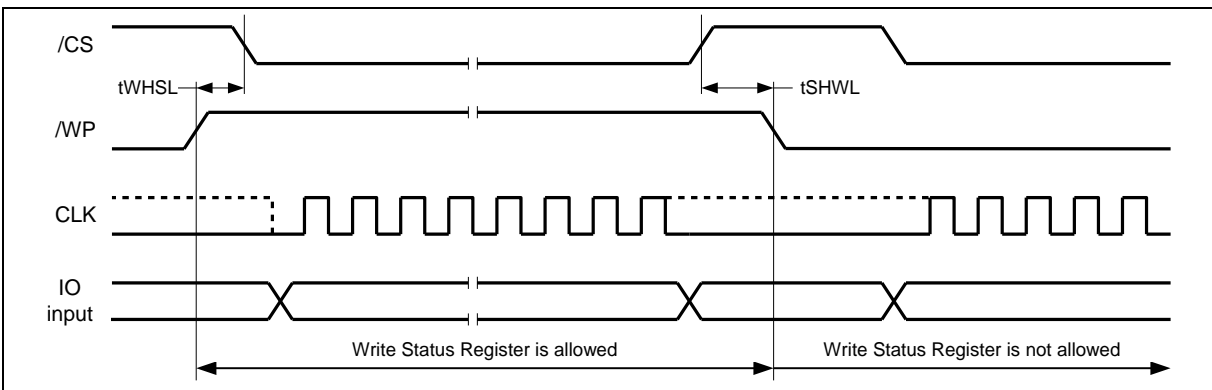 /CS
tWHSL
tSHWL
/WP
CLK
IO
input
Write Status Register is allowed
Write Status Register is not allowed